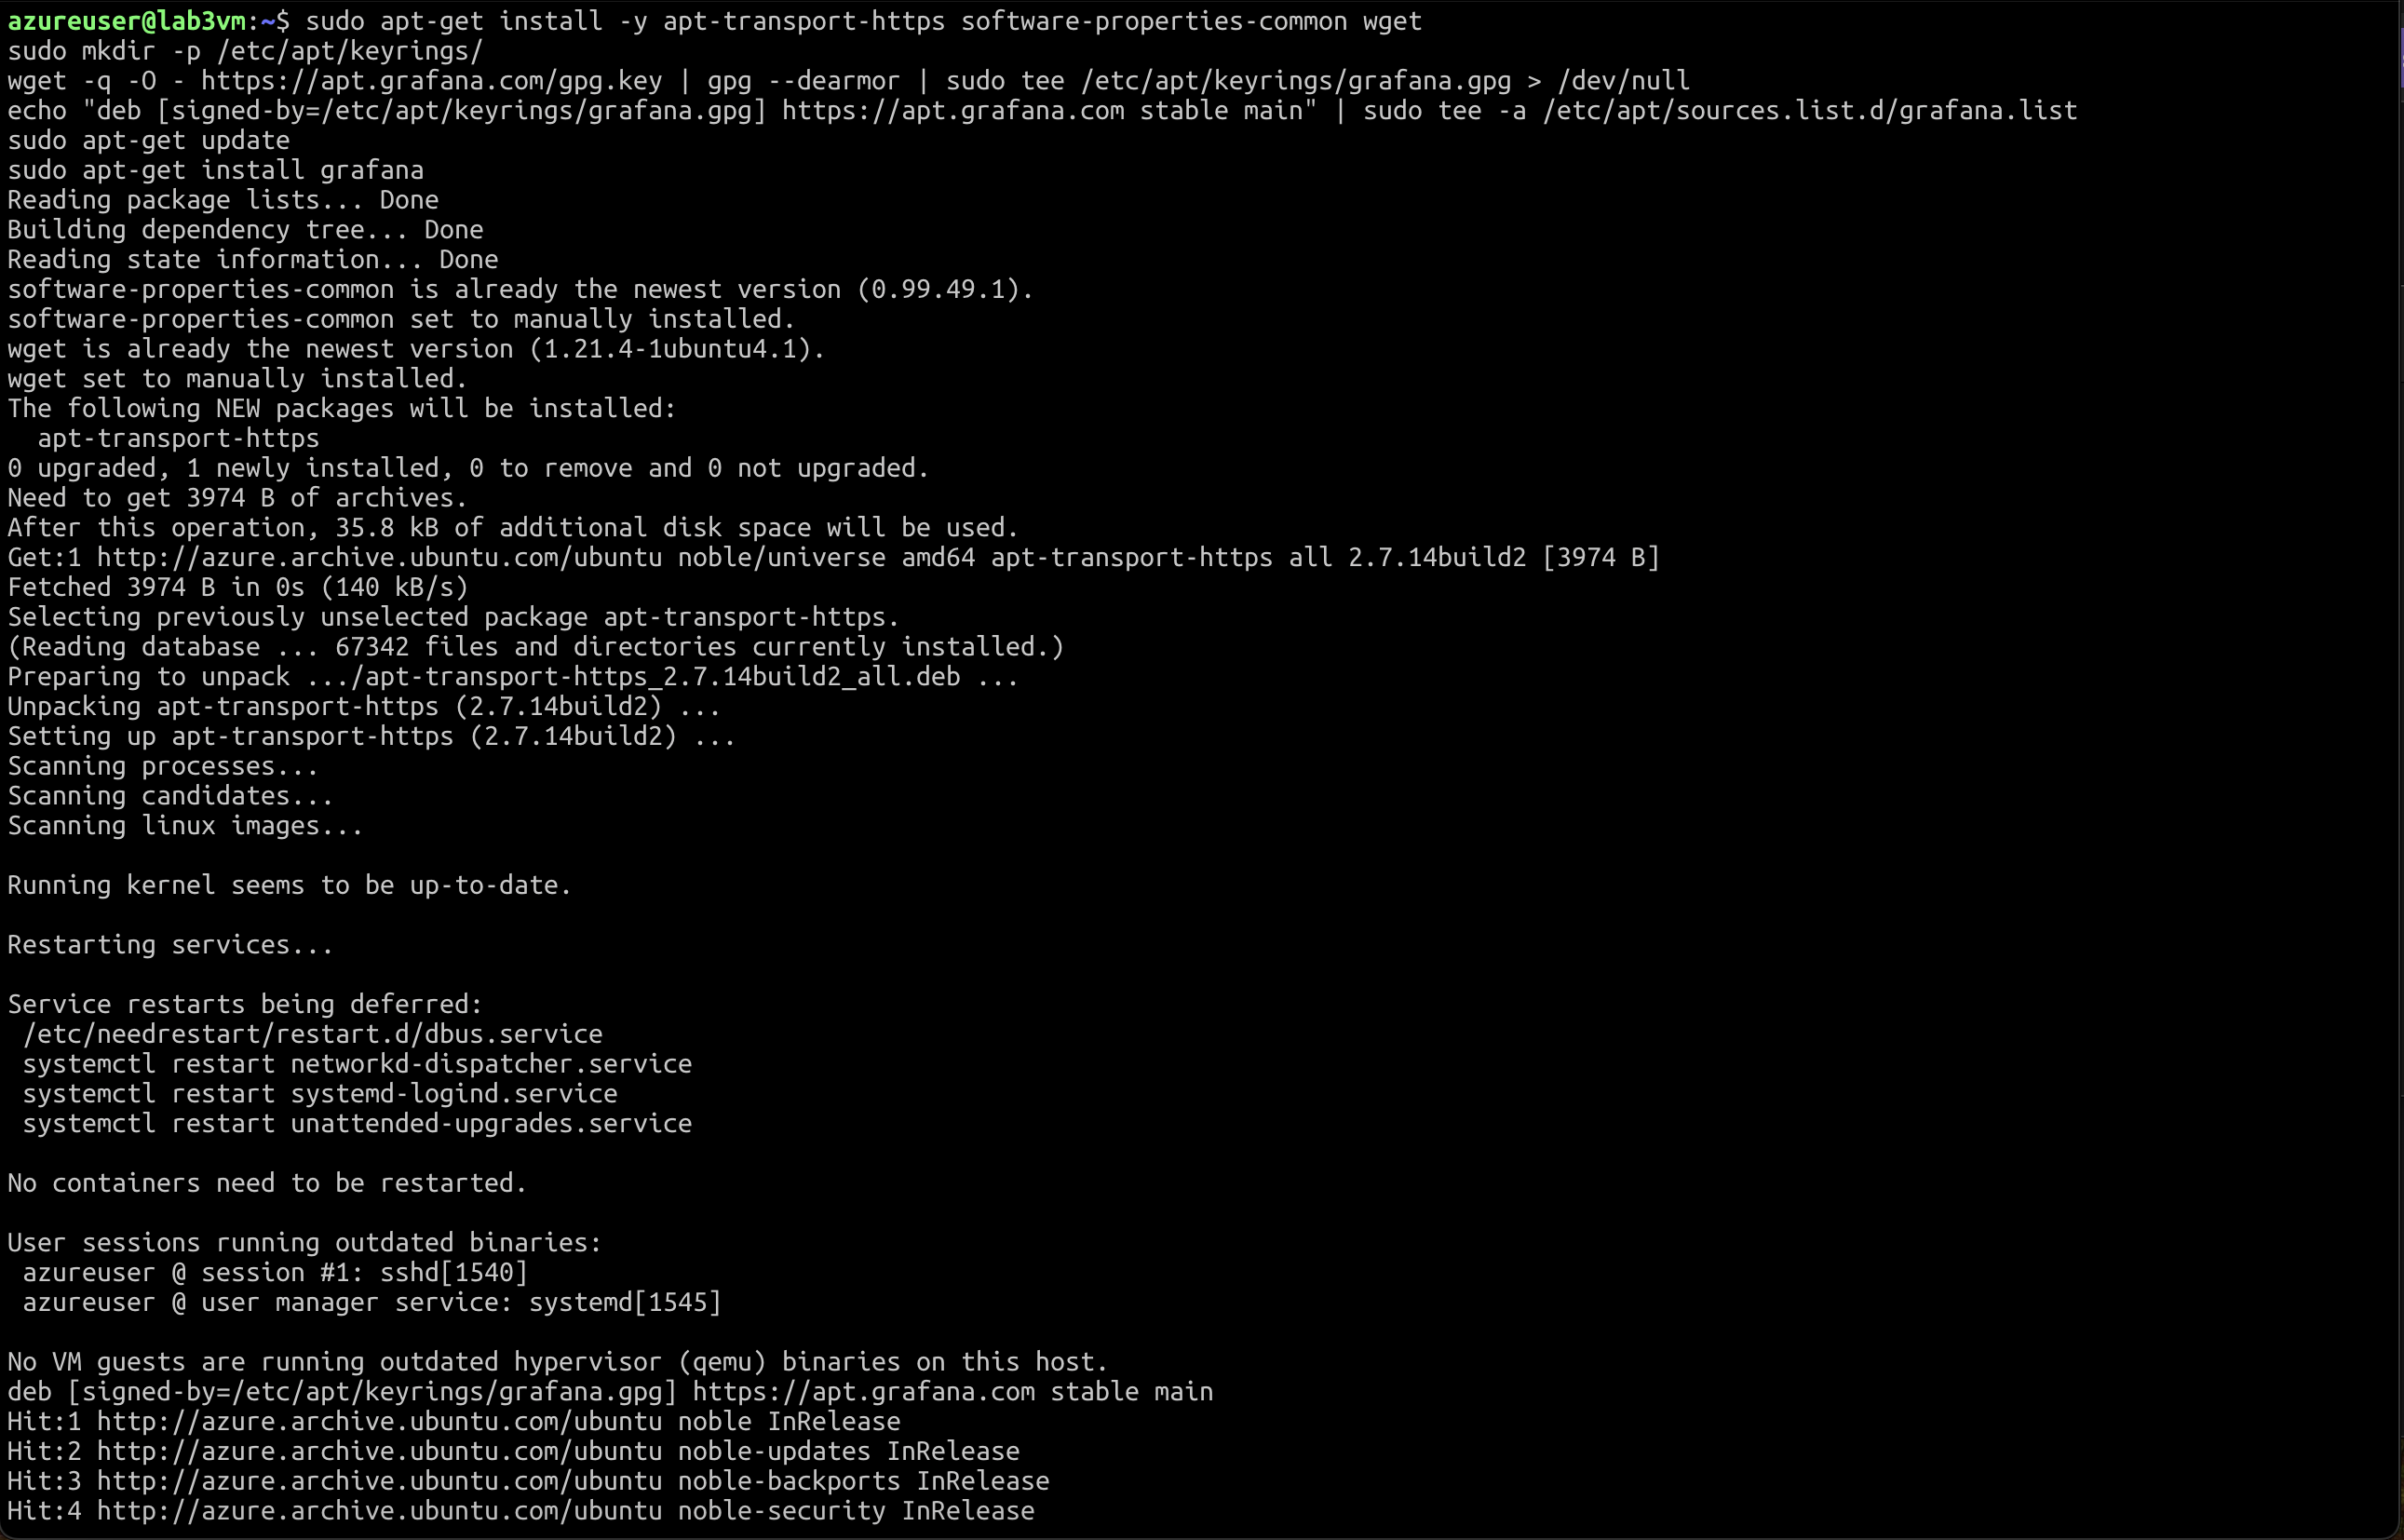 azureuser@lab3vm:~$ sudo apt-get install -y apt-transport-https software-properties-common wget
sudo mkdir -p /etc/apt/keyrings/
wget -q -O - https://apt.grafana.com/gpg.key | gpg --dearmor | sudo tee /etc/apt/keyrings/grafana.gpg > /dev/null
echo "deb [signed-by=/etc/apt/keyrings/grafana.gpg] https://apt.grafana.com stable main" | sudo tee -a /etc/apt/sources.list.d/grafana.list
sudo apt-get update
sudo apt-get install grafana
Reading package lists... Done
Building dependency tree... Done
Reading state information... Done
software-properties-common is already the newest version (0.99.49.1).
software-properties-common set to manually installed.
wget is already the newest version (1.21.4-1ubuntu4.1).
wget set to manually installed.
The following NEW packages will be installed:
  apt-transport-https
0 upgraded, 1 newly installed, 0 to remove and 0 not upgraded.
Need to get 3974 B of archives.
After this operation, 35.8 kB of additional disk space will be used.
Get:1 http://azure.archive.ubuntu.com/ubuntu noble/universe amd64 apt-transport-https all 2.7.14build2 [3974 B]
Fetched 3974 B in 0s (140 kB/s)
Selecting previously unselected package apt-transport-https.
(Reading database ... 67342 files and directories currently installed.)
Preparing to unpack .../apt-transport-https_2.7.14build2_all.deb ...
Unpacking apt-transport-https (2.7.14build2) ...
Setting up apt-transport-https (2.7.14build2) ...
Scanning processes...
Scanning candidates...
Scanning linux images...

Running kernel seems to be up-to-date.

Restarting services...

Service restarts being deferred:
 /etc/needrestart/restart.d/dbus.service
 systemctl restart networkd-dispatcher.service
 systemctl restart systemd-logind.service
 systemctl restart unattended-upgrades.service

No containers need to be restarted.

User sessions running outdated binaries:
 azureuser @ session #1: sshd[1540]
 azureuser @ user manager service: systemd[1545]

No VM guests are running outdated hypervisor (qemu) binaries on this host.
deb [signed-by=/etc/apt/keyrings/grafana.gpg] https://apt.grafana.com stable main
Hit:1 http://azure.archive.ubuntu.com/ubuntu noble InRelease
Hit:2 http://azure.archive.ubuntu.com/ubuntu noble-updates InRelease
Hit:3 http://azure.archive.ubuntu.com/ubuntu noble-backports InRelease
Hit:4 http://azure.archive.ubuntu.com/ubuntu noble-security InRelease